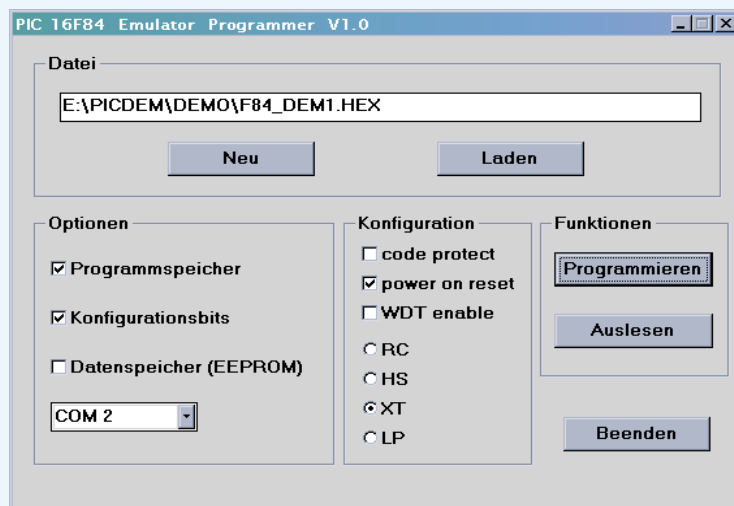 PIC 16F84 Emulator Programmer V1.0
Datei
E:\PICDEM\DEMO\F84_DEM1.HEX
Neu
Laden
Optionen
Programmspeicher
Konfigurationsbits
Datenspeicher (EEPROM)
COM 2
Konfiguration
code protect
power on reset
WDT enable
RC
HS
XT
LP
Funktionen
Programmieren
Auslesen
Beenden